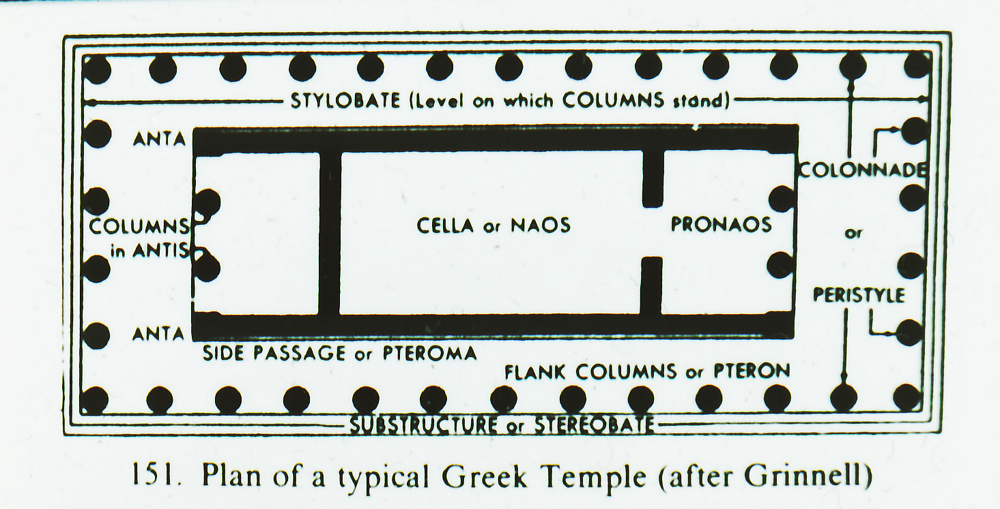 STYLOBATE (Level on which COLUMNS stand)
ANTA
COLONNADE
COLUMNS
in ANTIS
CELLA or NAOS
PRONAOS
or
PERISTYLE
ANTA
SIDE PASSAGE or PTEROMA
FLANK COLUMNS or PTERON
SUBSTRUCTURE or STEREOBATE
151. Plan of a typical Greek Temple (after Grinnell)